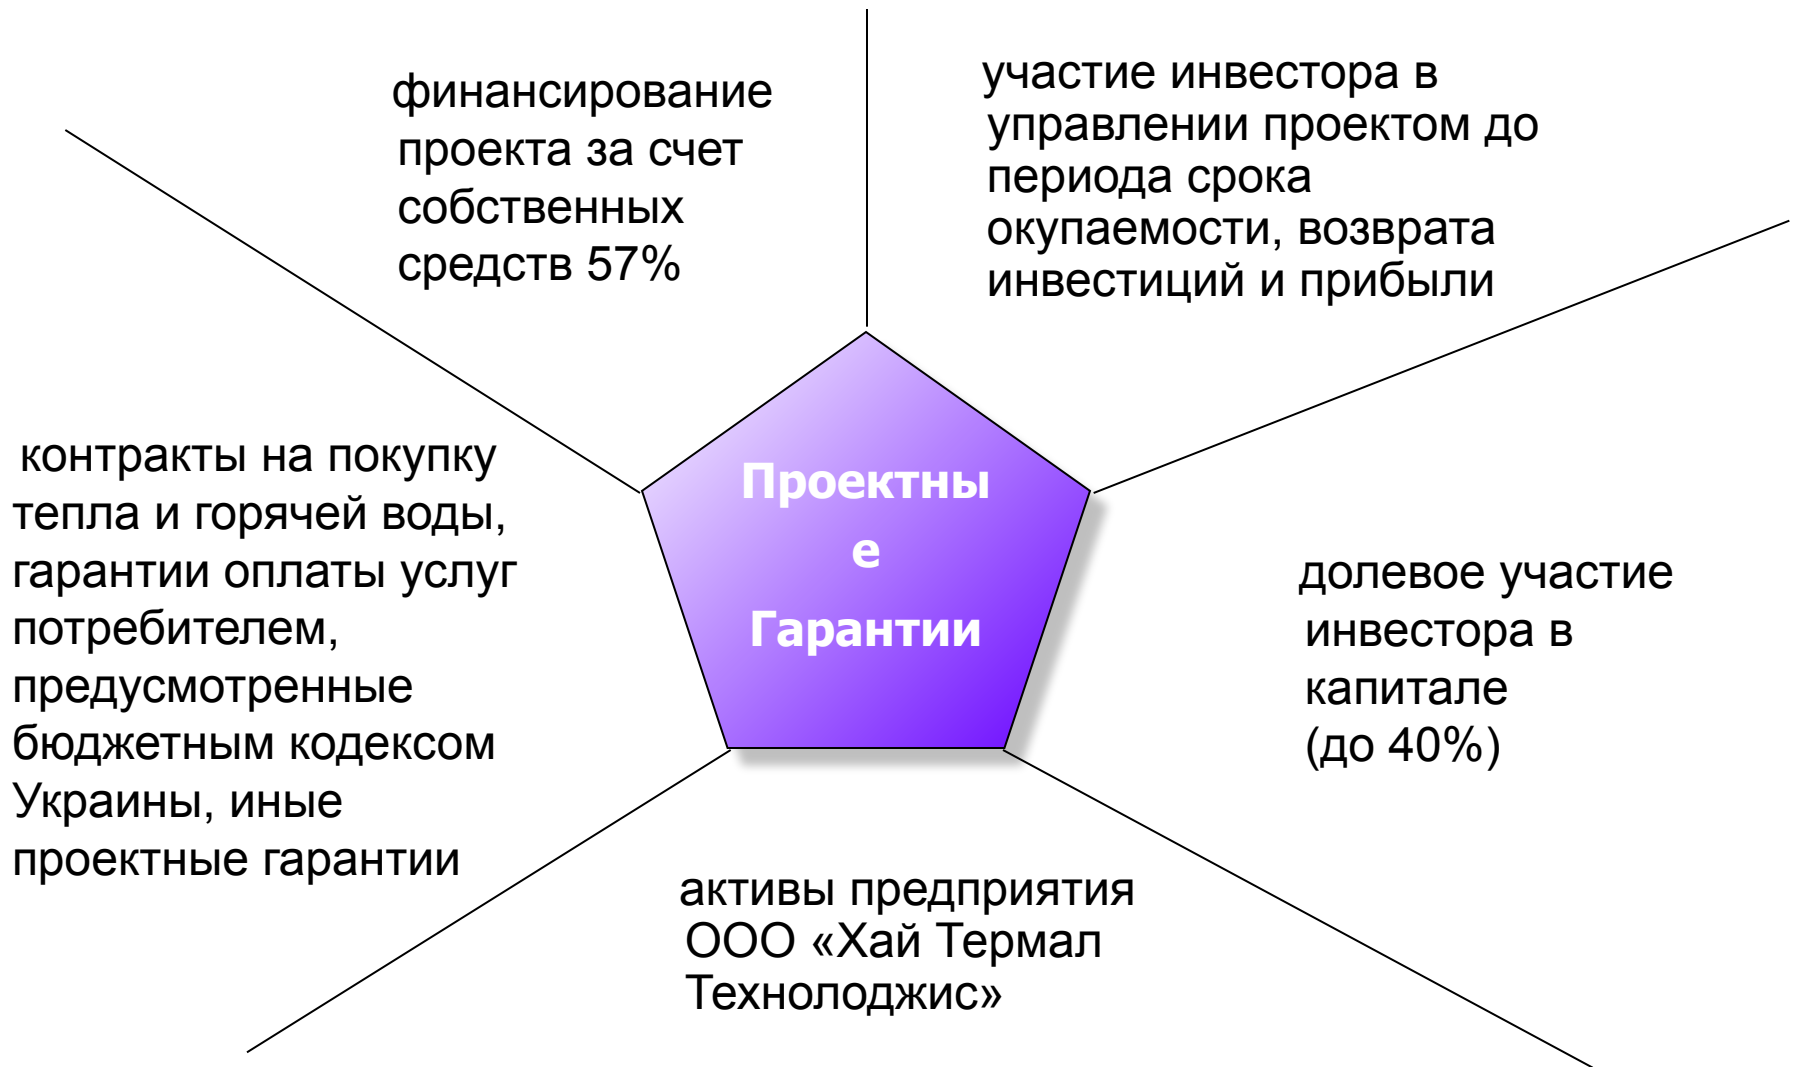 финансирование
проекта за счет
собственных
средств 57%
участие инвестора в
управлении проектом до
периода срока
окупаемости, возврата
инвестиций и прибыли
контракты на покупку
тепла и горячей воды,
гарантии оплаты услуг
потребителем,
предусмотренные
бюджетным кодексом
Украины, иные
проектные гарантии
Проектны
е
Гарантии
долевое участие
инвестора в
капитале
(до 40%)
активы предприятия
ООО «Хай Термал
Технолоджис»